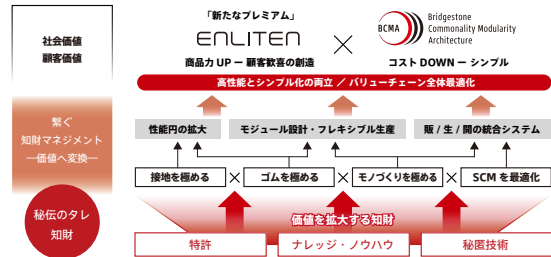 社会価値
顧客価値
繋ぐ
知財マネジメント
―価値へ変換―
秘伝のタレ
知財
「新たなプレミアム」
ENLITEN
商品力 UP ー 顧客歓喜の創造
×
BCMA
Bridgestone
Commonality Modularity
Architecture
コスト DOWN ー シンプル
高性能とシンプル化の両立 ／ バリューチェーン全体最適化
性能円の拡大
モジュール設計・フレキシブル生産
販 / 生 / 開の統合システム
接地を極める × ゴムを極める × モノづくりを極める × SCM を最適化
価値を拡大する知財
特許
ナレッジ・ノウハウ
秘匿技術